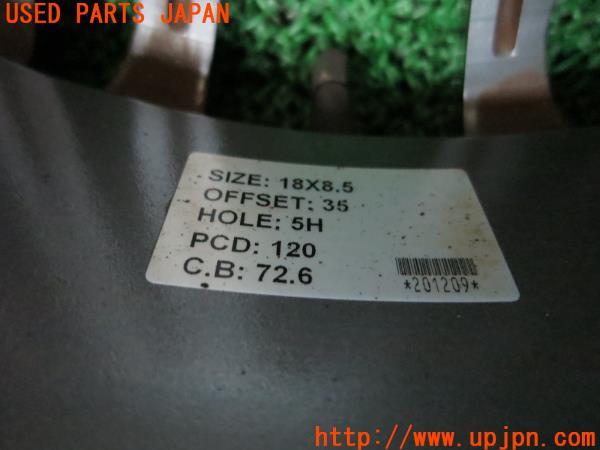 USED PARTS JAPAN
SIZE: 18X8.5
OFFSET: 35
HOLE: 5H
PCD: 120
C.B: 72.6
*201209*
UPJ
http://www.upjpn.com/